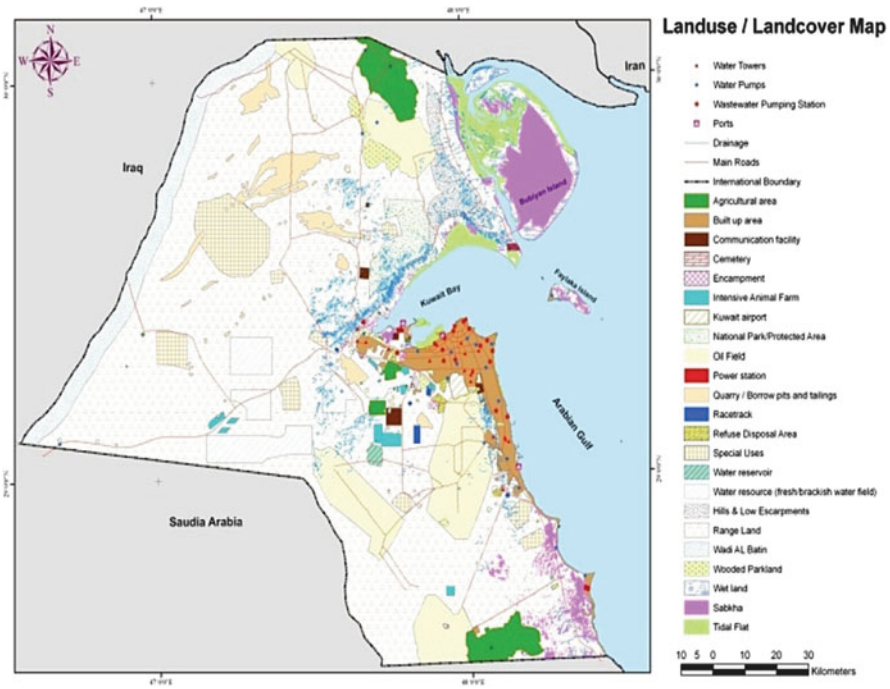 Landuse / Landcover Map
N
W
E
S
Iran
Iraq
Bubiyan Island
Faylaka Island
Kuwait Bay
Arabian Gulf
Saudia Arabia
Water Towers
Water Pumps
Wastewater Pumping Station
Ports
Drainage
Main Roads
International Boundary
Agricultural area
Built up area
Communication facility
Cemetery
Encampment
Intensive Animal Farm
Kuwait airport
National Park/Protected Area
Oil Field
Power station
Quarry / Borrow pits and tailings
Racetrack
Refuse Disposal Area
Special Uses
Water reservoir
Water resource (fresh/brackish water field)
Hills & Low Escarpments
Range Land
Wadi AL Batin
Wooded Parkland
Wet land
Sabkha
Tidal Flat
10 5 0 10 20 30
Kilometers